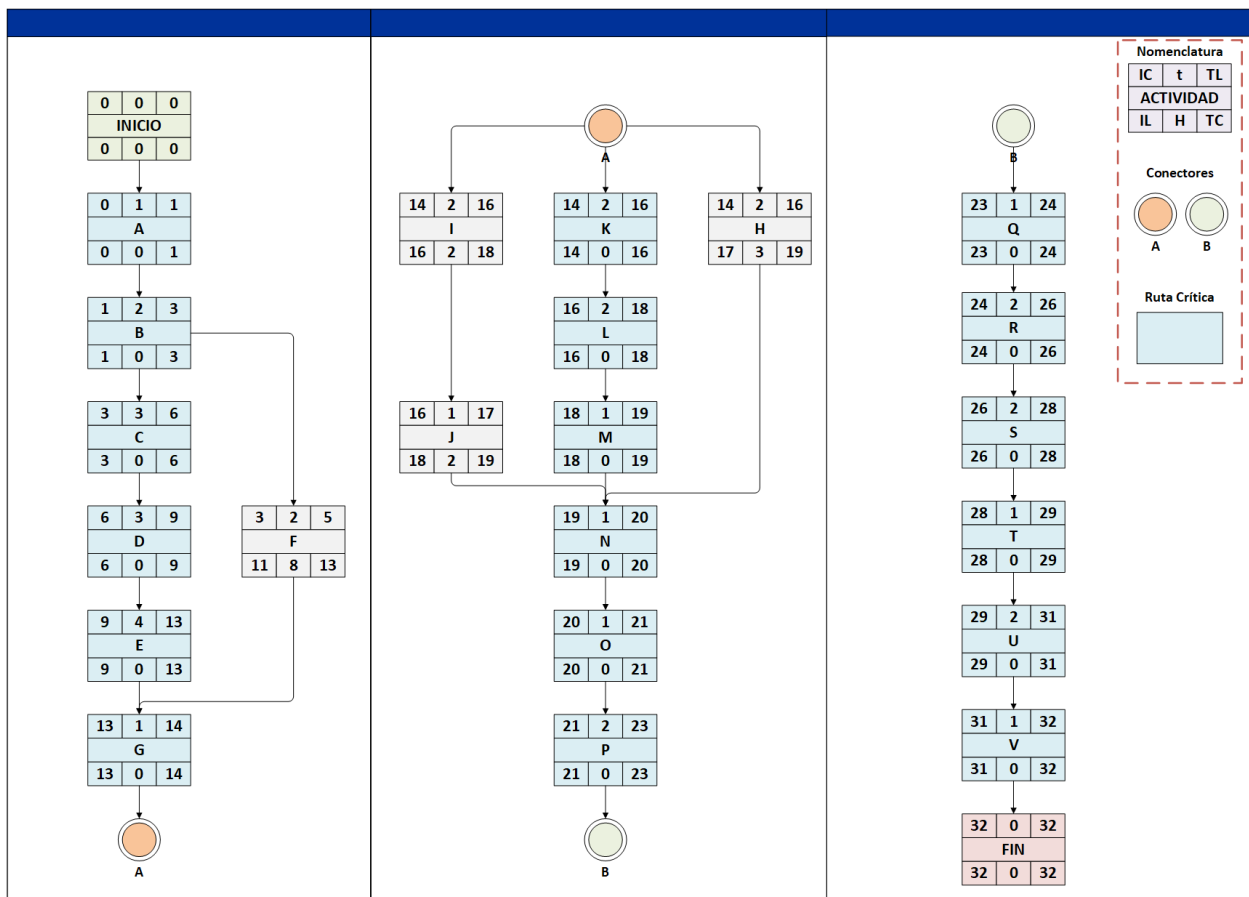 0 0 0
INICIO
0 0 0
0 1 1
A
0 0 1
1 2 3
B
1 0 3
3 3 6
C
3 0 6
6 3 9
D
6 0 9
3 2 5
F
11 8 13
9 4 13
E
9 0 13
13 1 14
G
13 0 14
A
A
14 2 16
I
16 2 18
14 2 16
K
14 0 16
14 2 16
H
17 3 19
16 2 18
L
16 0 18
16 1 17
J
18 2 19
18 1 19
M
18 0 19
19 1 20
N
19 0 20
20 1 21
O
20 0 21
21 2 23
P
21 0 23
B
B
23 1 24
Q
23 0 24
24 2 26
R
24 0 26
26 2 28
S
26 0 28
28 1 29
T
28 0 29
29 2 31
U
29 0 31
31 1 32
V
31 0 32
32 0 32
FIN
32 0 32
Nomenclatura
IC t TL
ACTIVIDAD
IL H TC
Conectores
A B
Ruta Crítica